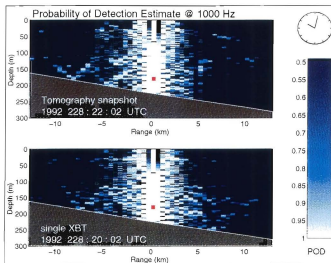 Probability of Detection Estimate @ 1000 Hz
0
50
100
150
200
250
300
Depth (m)
Tomography snapshot
1992 228 : 22 : 02 UTC
-10 -5 0 5 10
Range (km)
0
50
100
150
200
250
300
Depth (m)
single XBT
1992 228 : 20 : 02 UTC
-10 -5 0 5 10
Range (km)
0.5
0.55
0.6
0.65
0.7
0.75
0.8
0.85
0.9
0.95
1
POD